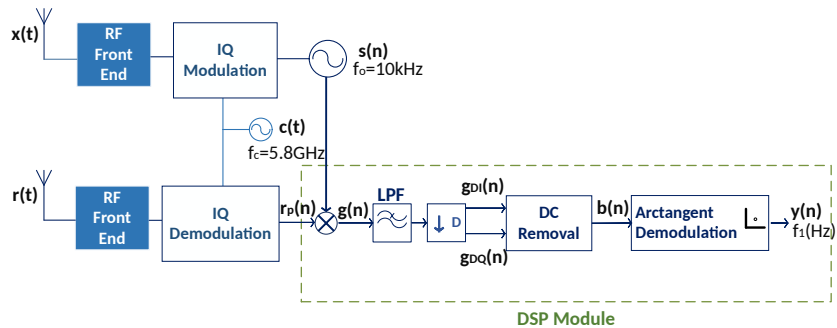 x(t)
RF
Front
End
IQ
Modulation
s(n)
fo=10kHz
c(t)
fc=5.8GHz
r(t)
RF
Front
End
IQ
Demodulation
rP(n)
g(n)
LPF
↓ D
gDI(n)
gDQ(n)
DC
Removal
b(n)
Arctangent
Demodulation
y(n)
f1(Hz)
DSP Module